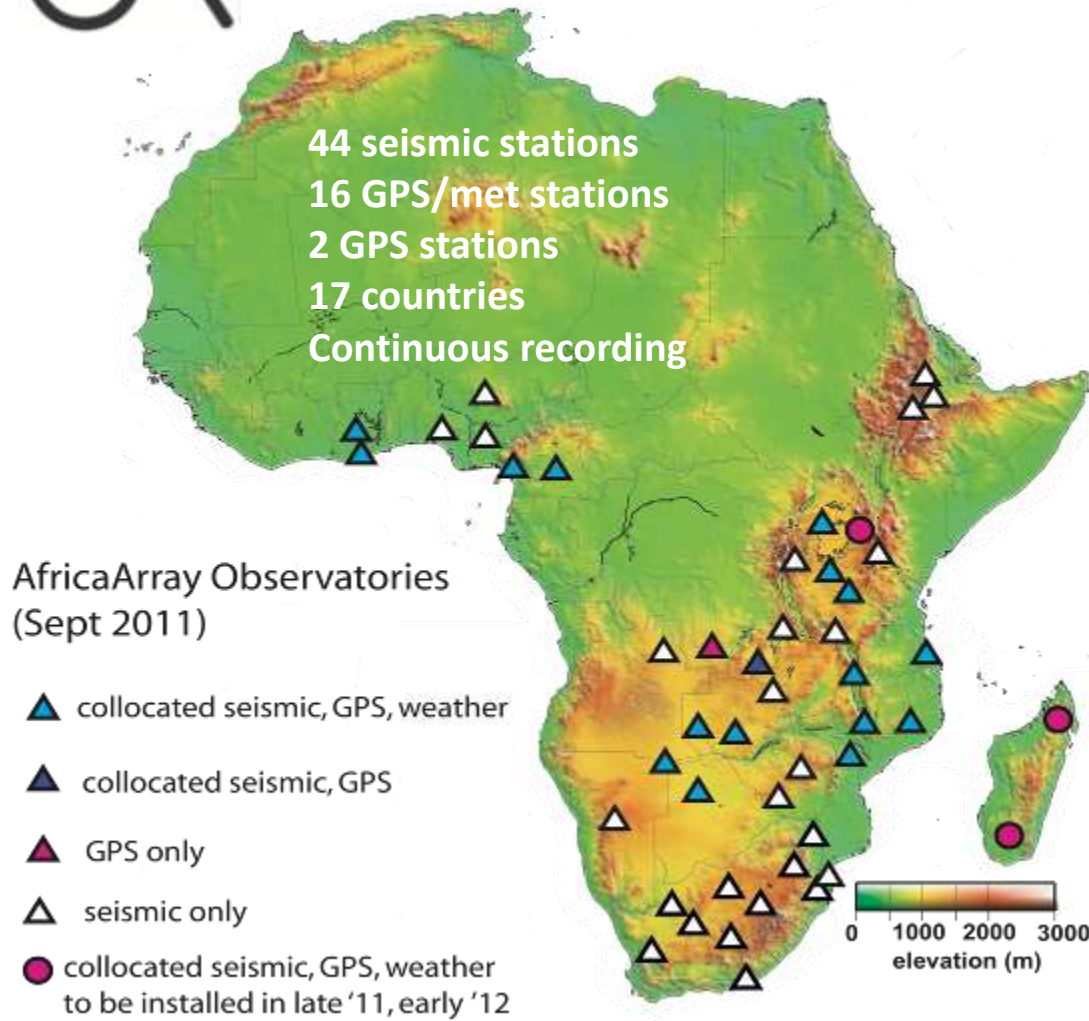 44 seismic stations
16 GPS/met stations
2 GPS stations
17 countries
Continuous recording
AfricaArray Observatories
(Sept 2011)
collocated seismic, GPS, weather
collocated seismic, GPS
GPS only
seismic only
collocated seismic, GPS, weather
to be installed in late '11, early '12
0 1000 2000 3000
elevation (m)